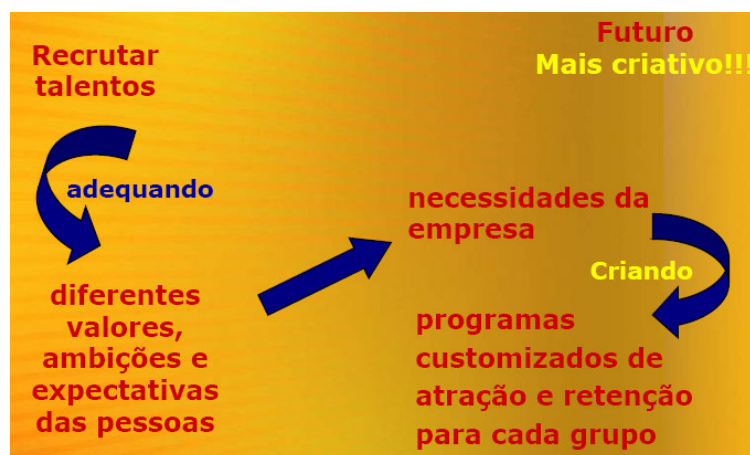 Futuro
Mais criativo!!!
Recrutar
talentos
adequando
diferentes
valores,
ambições e
expectativas
das pessoas
necessidades da
empresa
Criando
programas
customizados de
atração e retenção
para cada grupo